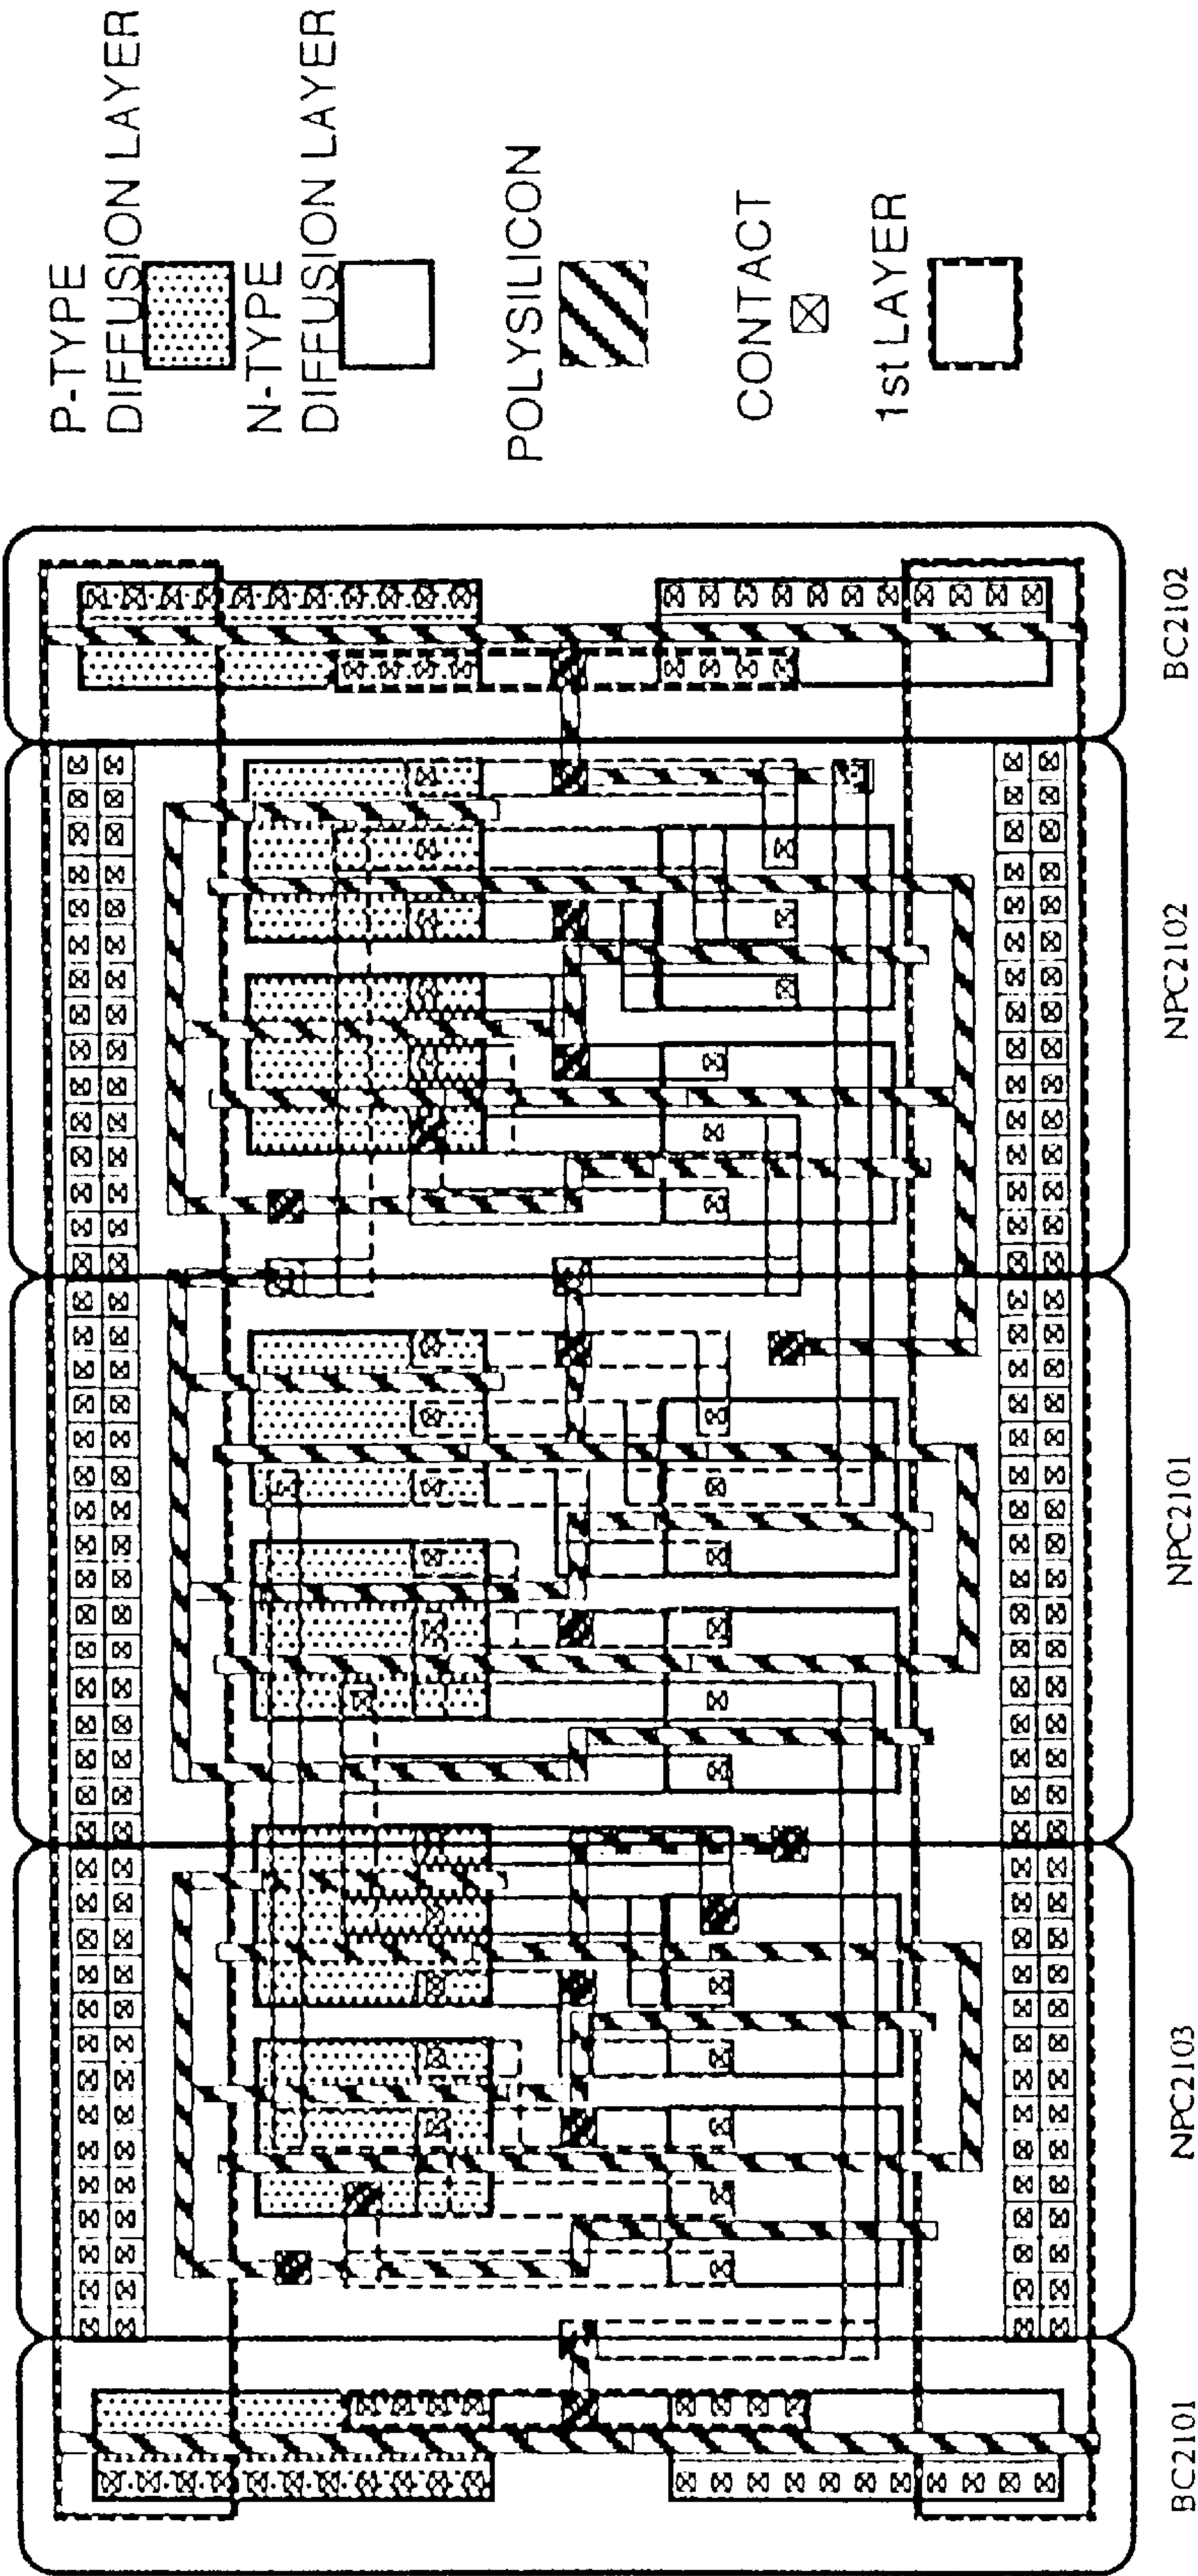 P-TYPE
DIFFUSION LAYER
N-TYPE
DIFFUSION LAYER
POLYSILICON
CONTACT
1st LAYER
BC2101
NPC2103
NPC2101
NPC2102
BC2102